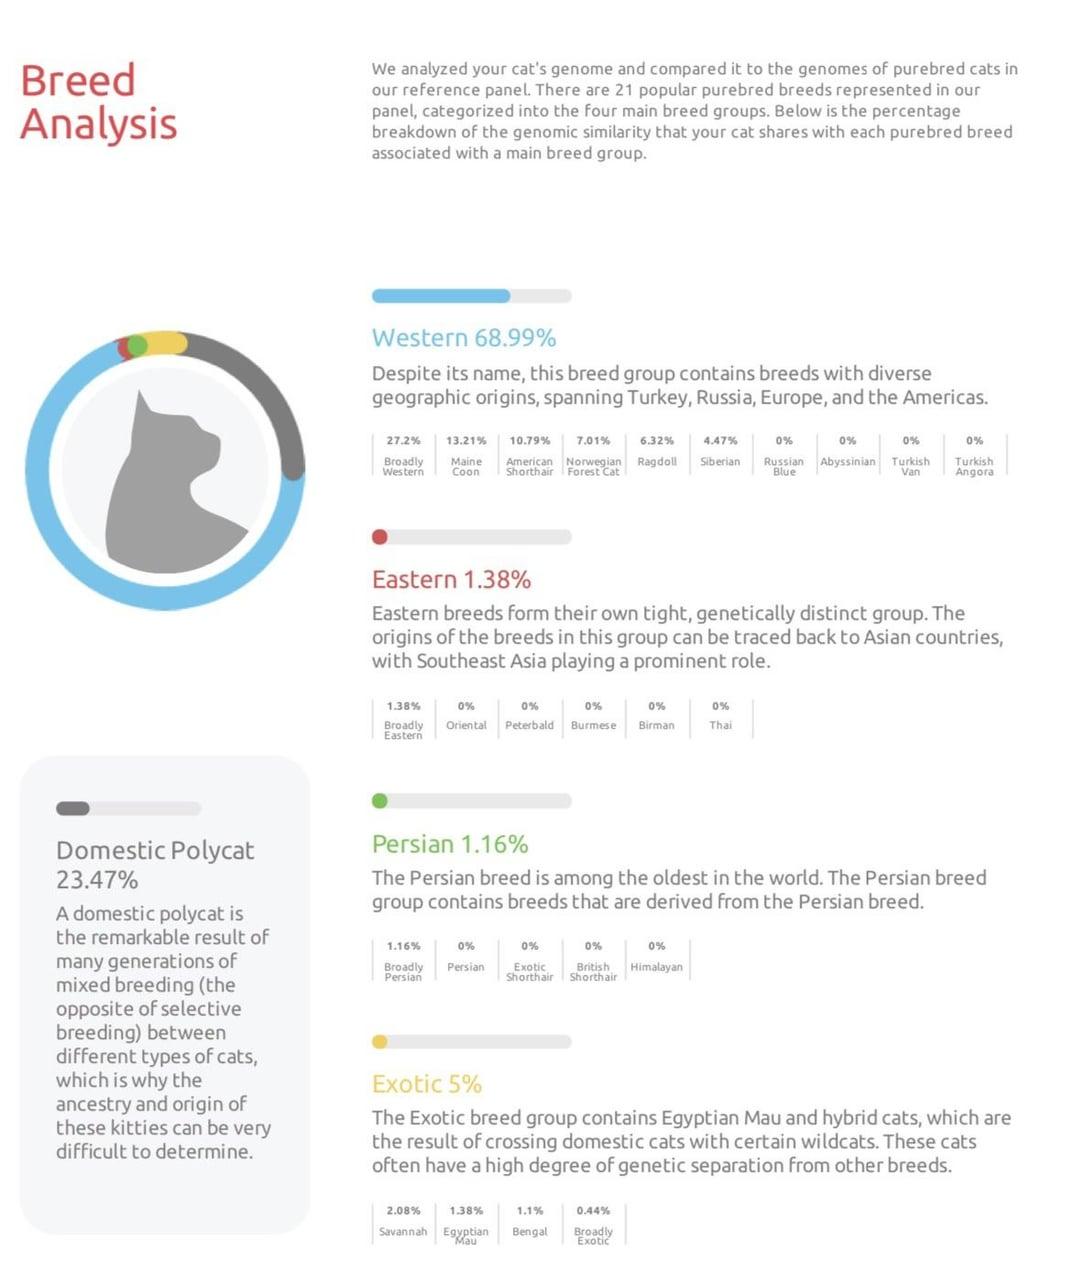 Breed
Analysis
We analyzed your cat's genome and compared it to the genomes of purebred cats in
our reference panel. There are 21 popular purebred breeds represented in our
panel, categorized into the four main breed groups. Below is the percentage
breakdown of the genomic similarity that your cat shares with each purebred breed
associated with a main breed group.
Western 68.99%
Despite its name, this breed group contains breeds with diverse
geographic origins, spanning Turkey, Russia, Europe, and the Americas.
27.2% 13.21% 10.79% 7.01% 6.32% 4.47% 0% 0% 0% 0%
Broadly Maine American Norwegian Ragdoll Siberian Russian Abyssinian Turkish Turkish
Western Coon Shorthair Forest Cat Blue Van Angora
Eastern 1.38%
Eastern breeds form their own tight, genetically distinct group. The
origins of the breeds in this group can be traced back to Asian countries,
with Southeast Asia playing a prominent role.
1.38% 0% 0% 0% 0% 0%
Broadly Oriental Peterbald Burmese Birman Thai
Eastern
Domestic Polycat
23.47%
A domestic polycat is
the remarkable result of
many generations of
mixed breeding (the
opposite of selective
breeding) between
different types of cats,
which is why the
ancestry and origin of
these kitties can be very
difficult to determine.
Persian 1.16%
The Persian breed is among the oldest in the world. The Persian breed
group contains breeds that are derived from the Persian breed.
1.16% 0% 0% 0% 0%
Broadly Persian Exotic British Himalayan
Persian Shorthair Shorthair
Exotic 5%
The Exotic breed group contains Egyptian Mau and hybrid cats, which are
the result of crossing domestic cats with certain wildcats. These cats
often have a high degree of genetic separation from other breeds.
2.08% 1.38% 1.1% 0.44%
Savannah Egyptian Bengal Broadly
Mau Exotic